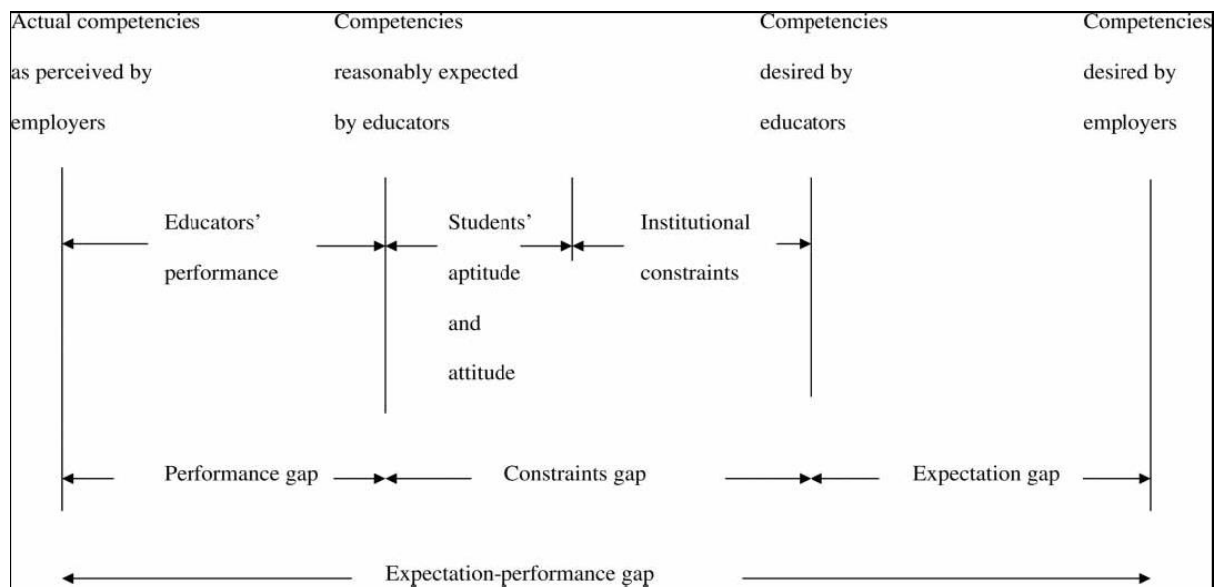 Actual competencies
as perceived by
employers
Competencies
reasonably expected
by educators
Competencies
desired by
educators
Competencies
desired by
employers
Educators’
performance
Students’
aptitude
and
attitude
Institutional
constraints
Performance gap
Constraints gap
Expectation gap
Expectation-performance gap